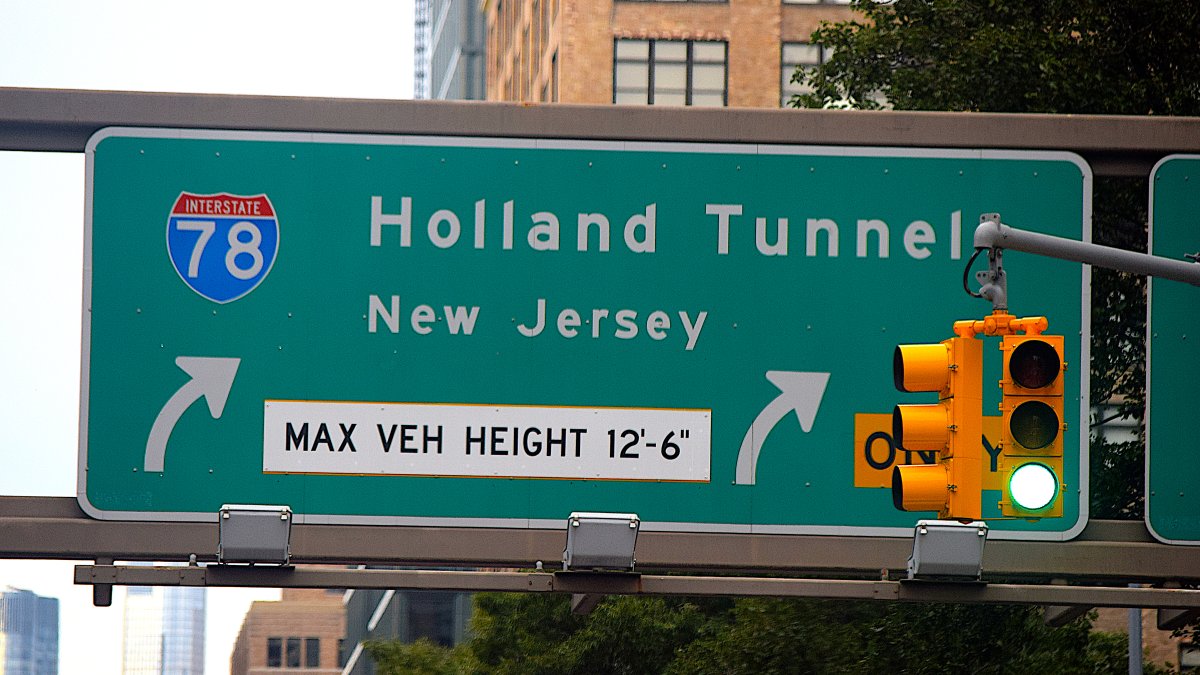 INTERSTATE
78
Holland Tunnel
New Jersey
MAX VEH HEIGHT 12'-6"